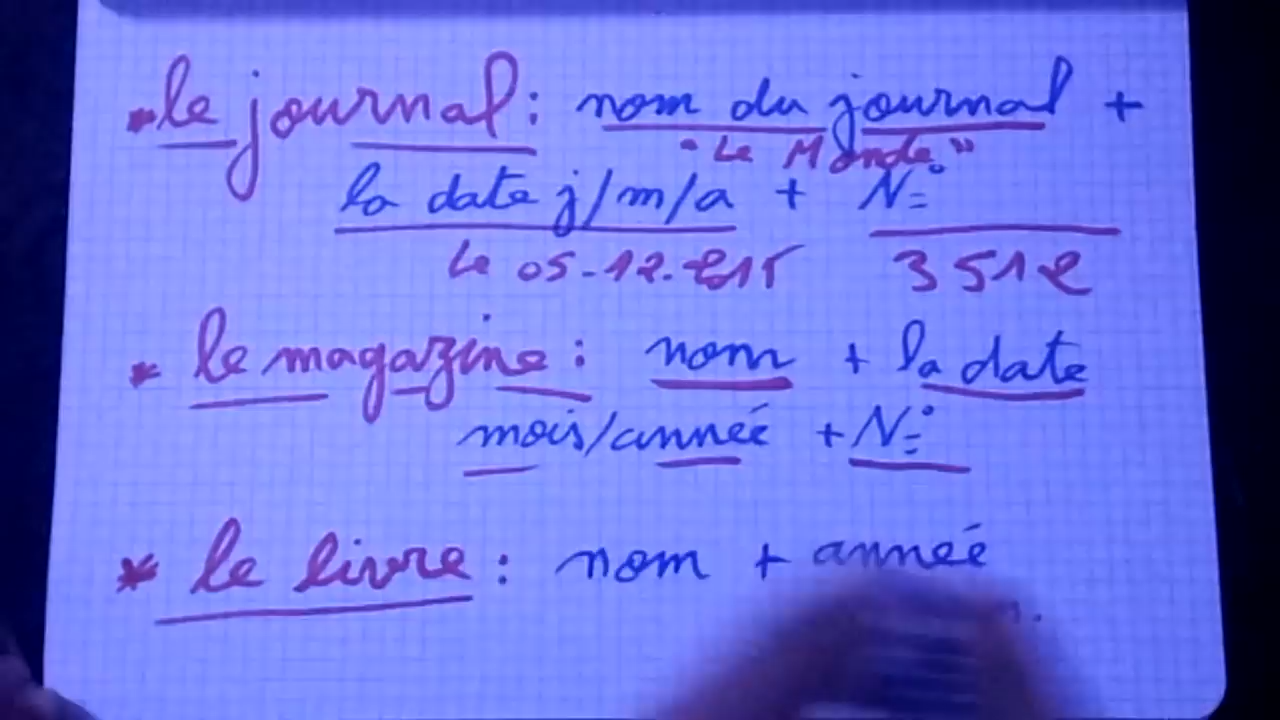 * le journal : nom du journal +
"Le Monde"
la date j/m/a + N°
Le 05-12-2015 3512
* le magazine : nom + la date
mois/année + N°
* le livre : nom + année